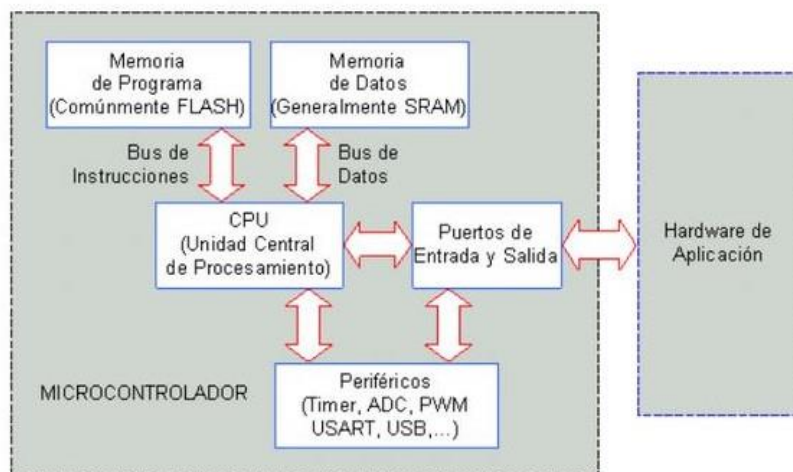 Memoria
de Programa
(Comúnmente FLASH)
Memoria
de Datos
(Generalmente SRAM)
Bus de
Instrucciones
Bus de
Datos
CPU
(Unidad Central
de Procesamiento)
Puertos de
Entrada y Salida
Hardware de
Aplicación
MICROCONTROLADOR
Periféricos
(Timer, ADC, PWM
USART, USB,...)